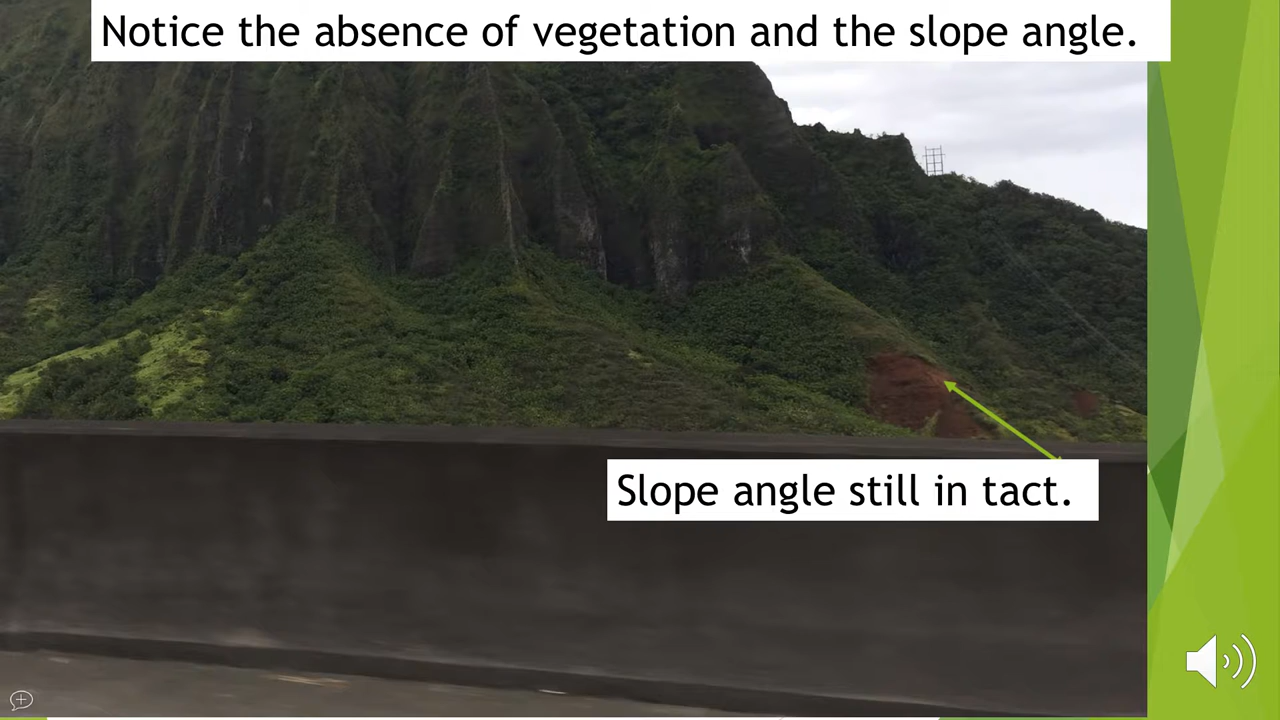 Notice the absence of vegetation and the slope angle.
Slope angle still in tact.